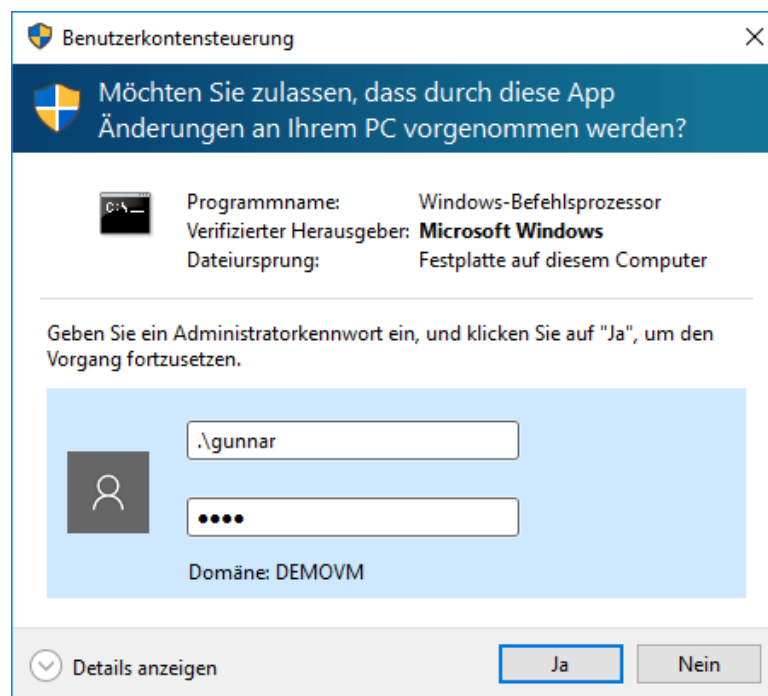 Benutzerkontensteuerung
Möchten Sie zulassen, dass durch diese App
Änderungen an Ihrem PC vorgenommen werden?
C:\
Programmname: Windows-Befehlsprozessor
Verifizierter Herausgeber: Microsoft Windows
Dateiursprung: Festplatte auf diesem Computer
Geben Sie ein Administratorkennwort ein, und klicken Sie auf "Ja", um den
Vorgang fortzusetzen.
.\gunnar
••••
Domäne: DEMOVM
Details anzeigen
Ja
Nein